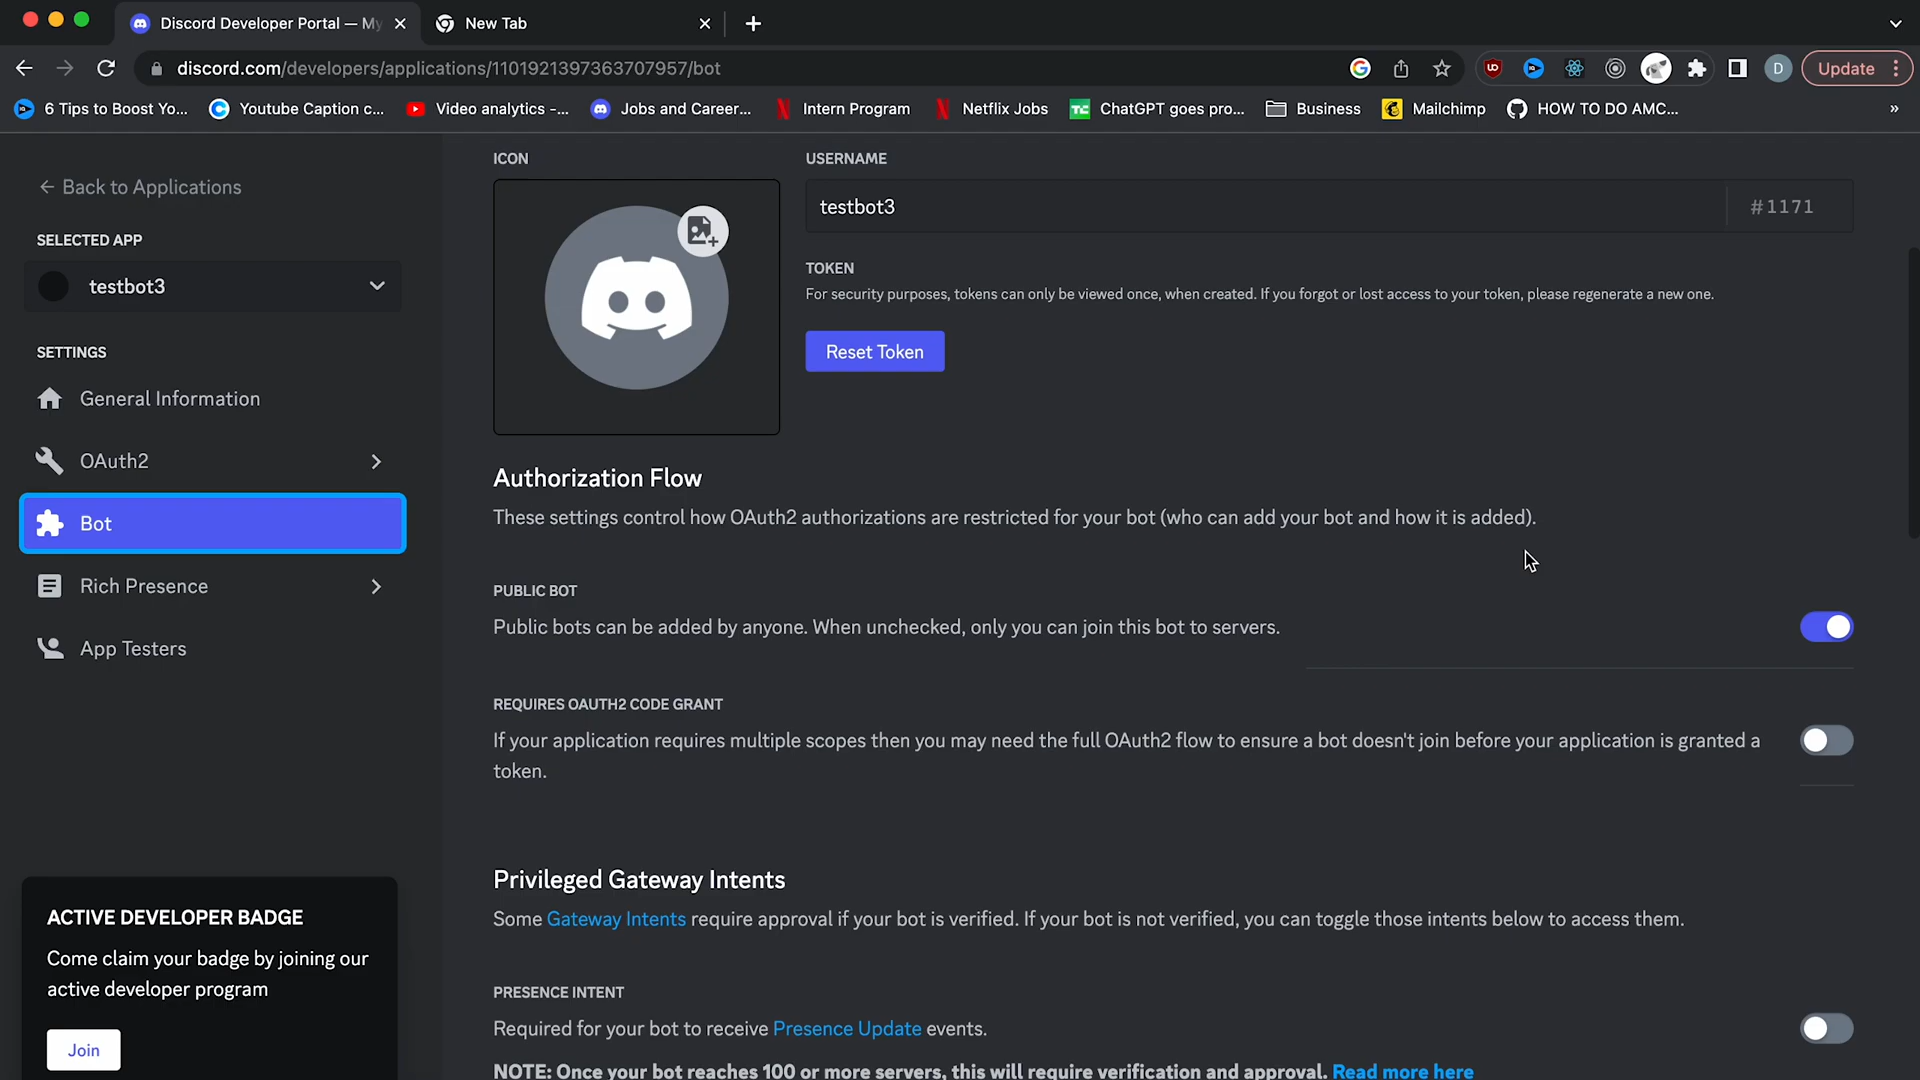 Discord Developer Portal — My
New Tab
discord.com/developers/applications/1101921397363707957/bot
D
Update
6 Tips to Boost Yo...
Youtube Caption c...
Video analytics -...
Jobs and Career...
Intern Program
Netflix Jobs
ChatGPT goes pro...
Business
Mailchimp
HOW TO DO AMC...
»
← Back to Applications
SELECTED APP
testbot3
SETTINGS
General Information
OAuth2
Bot
Rich Presence
App Testers
ACTIVE DEVELOPER BADGE
Come claim your badge by joining our
active developer program
Join
ICON
USERNAME
testbot3
#1171
TOKEN
For security purposes, tokens can only be viewed once, when created. If you forgot or lost access to your token, please regenerate a new one.
Reset Token
Authorization Flow
These settings control how OAuth2 authorizations are restricted for your bot (who can add your bot and how it is added).
PUBLIC BOT
Public bots can be added by anyone. When unchecked, only you can join this bot to servers.
REQUIRES OAUTH2 CODE GRANT
If your application requires multiple scopes then you may need the full OAuth2 flow to ensure a bot doesn't join before your application is granted a
token.
Privileged Gateway Intents
Some Gateway Intents require approval if your bot is verified. If your bot is not verified, you can toggle those intents below to access them.
PRESENCE INTENT
Required for your bot to receive Presence Update events.
NOTE: Once your bot reaches 100 or more servers, this will require verification and approval. Read more here